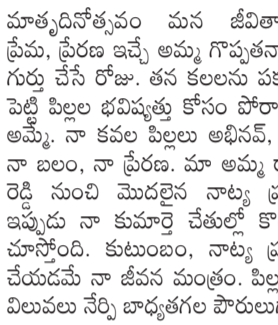 మాతృదినోత్సవం మన జీవితా
ప్రేమ, ప్రేరణ ఇచ్చే అమ్మ గొప్పతనా
గుర్తు చేసే రోజు. తన కలలను పక
పెట్టి పిల్లల భవిష్యత్తు కోసం పోరా
అమ్మే. నా కవల పిల్లలు అభినవ్,
నా బలం, నా ప్రేరణ. మా అమ్మ
రెడ్డి నుంచి మొదలైన నాట్య ప్ర
ఇప్పుడు నా కుమార్తె చేతుల్లో కొ
చూస్తోంది. కుటుంబం, నాట్య ప్ర
చేయడమే నా జీవన మంత్రం. పిల్ల
విలువలు నేర్పి బాధ్యతగల పౌరులు